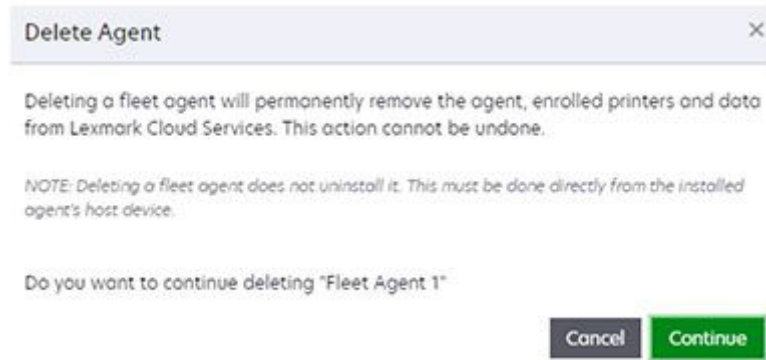 Delete Agent
Deleting a fleet agent will permanently remove the agent, enrolled printers and data
from Lexmark Cloud Services. This action cannot be undone.
NOTE: Deleting a fleet agent does not uninstall it. This must be done directly from the installed
agent's host device.
Do you want to continue deleting "Fleet Agent 1"
Cancel Continue